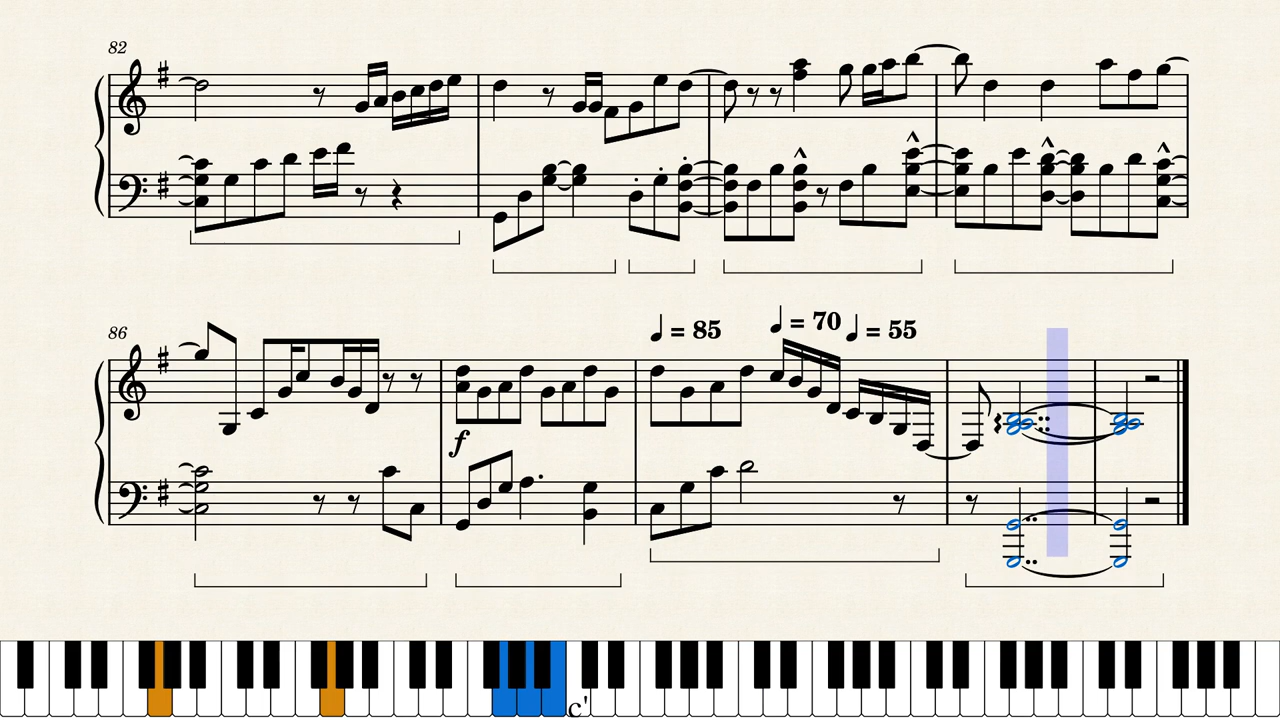 82
86
♩ = 85 ♩ = 70 ♩ = 55
f
c'